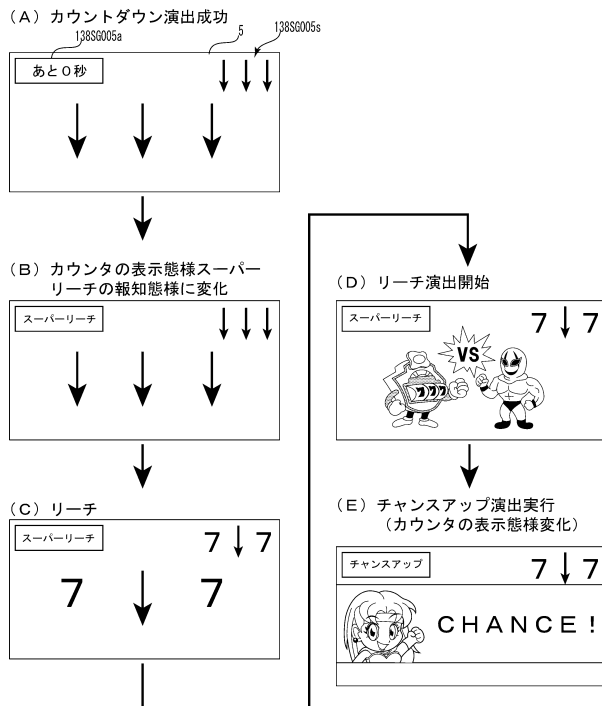 （A）カウントダウン演出成功
138SG005a
5
138SG005s
あと０秒
（B）カウンタの表示態様スーパー
リーチの報知態様に変化
スーパーリーチ
（C）リーチ
スーパーリーチ
7 7
7 7
（D）リーチ演出開始
スーパーリーチ
7 7
VS
777
（E）チャンスアップ演出実行
（カウンタの表示態様変化）
チャンスアップ
7 7
ＣＨＡＮＣＥ！